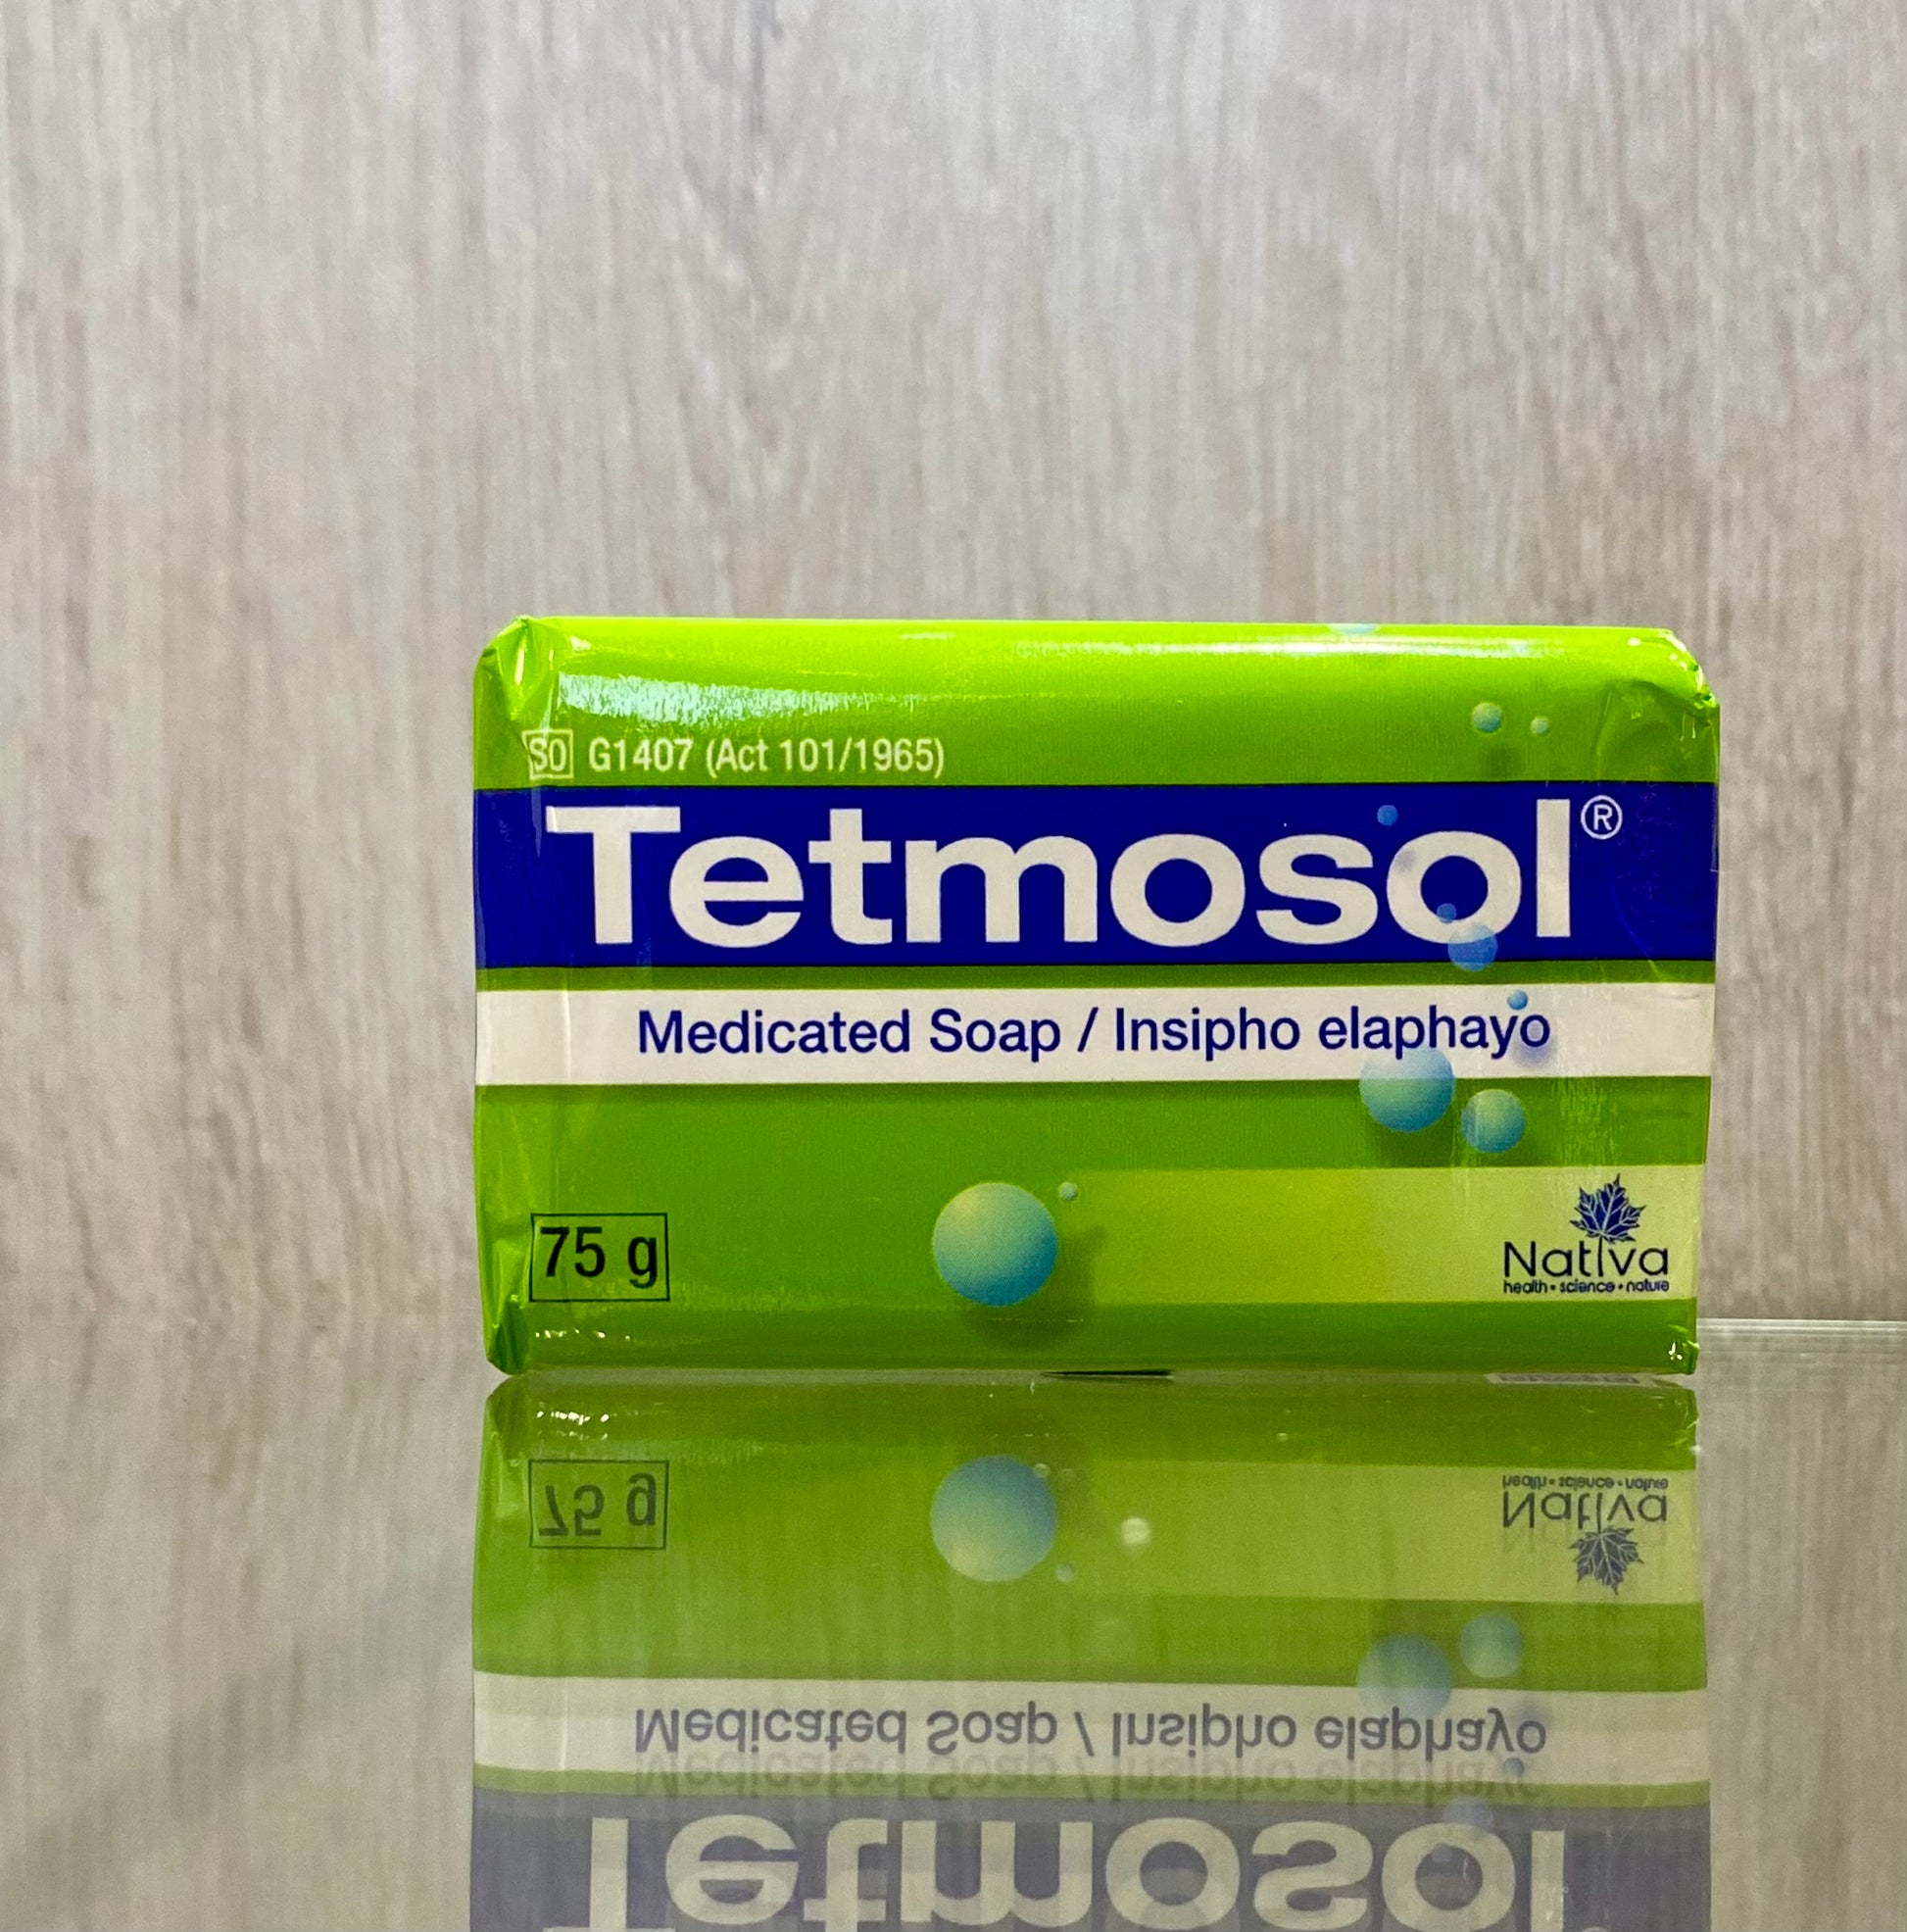 S0 G1407 (Act 101/1965)
Tetmosol®
Medicated Soap / Insipho elaphayo
75 g
Nativa
health • science • nature